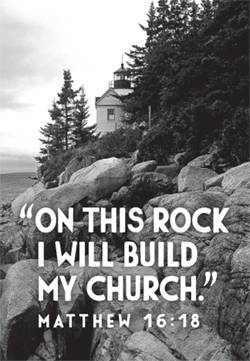 “ON THIS ROCK
I WILL BUILD
MY CHURCH.”
MATTHEW 16:18